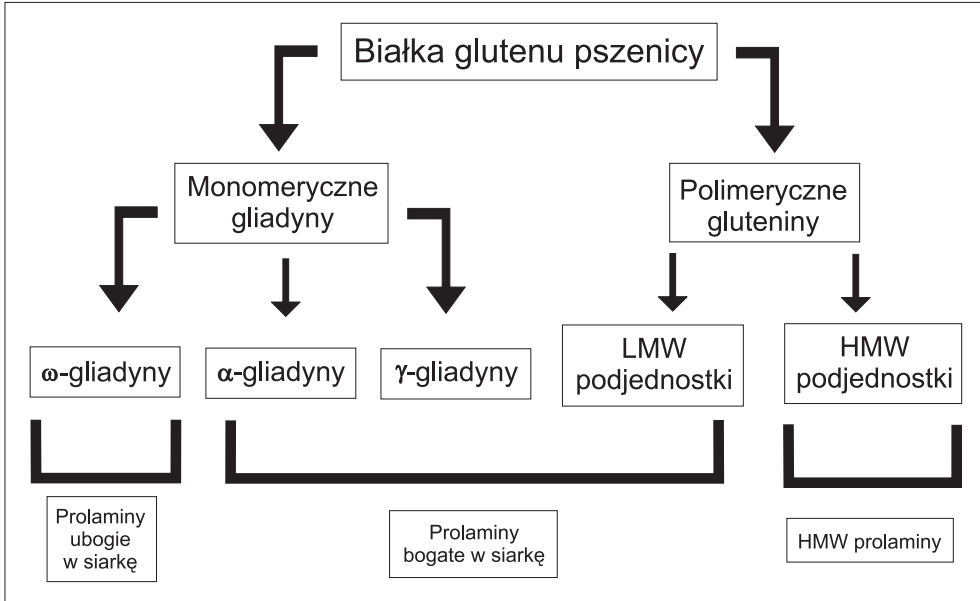 Białka glutenu pszenicy
Monomeryczne
gliadyny
Polimeryczne
gluteniny
ω-gliadyny
α-gliadyny
γ-gliadyny
LMW
podjednostki
HMW
podjednostki
Prolaminy
ubogie
w siarkę
Prolaminy
bogate w siarkę
HMW prolaminy